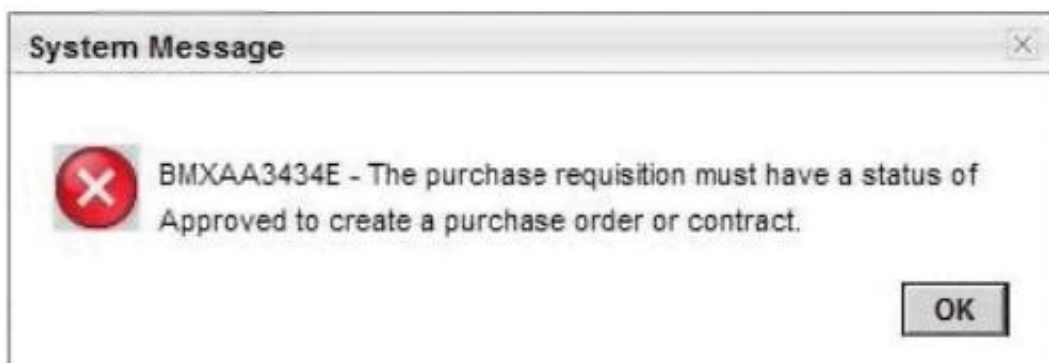 System Message
BMXAA3434E - The purchase requisition must have a status of
Approved to create a purchase order or contract.
OK